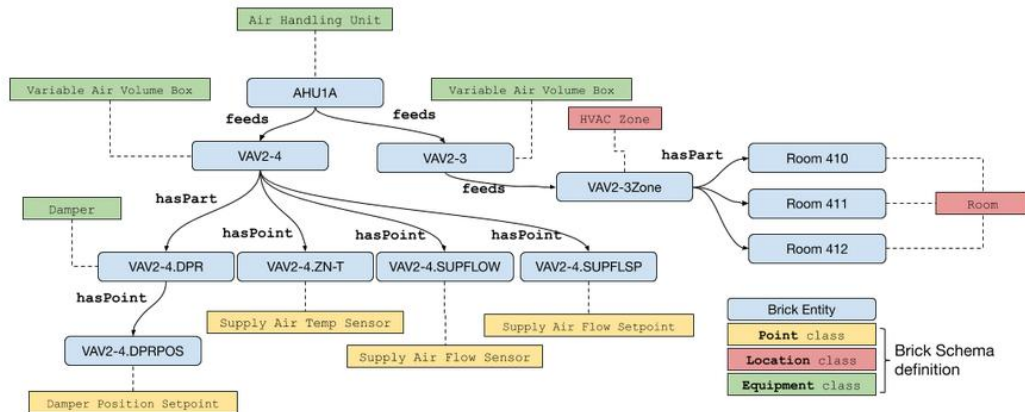 Air Handling Unit
Variable Air Volume Box
AHU1A
Variable Air Volume Box
feeds
feeds
HVAC Zone
VAV2-4
VAV2-3
hasPart
Room 410
feeds
VAV2-3Zone
Room 411
Room
Room 412
Damper
hasPart
hasPoint
hasPoint
hasPoint
VAV2-4.DPR
VAV2-4.ZN-T
VAV2-4.SUPFLOW
VAV2-4.SUPFLSP
hasPoint
Supply Air Temp Sensor
Supply Air Flow Setpoint
VAV2-4.DPRPOS
Supply Air Flow Sensor
Damper Position Setpoint
Brick Entity
Point class
Location class
Equipment class
Brick Schema
definition